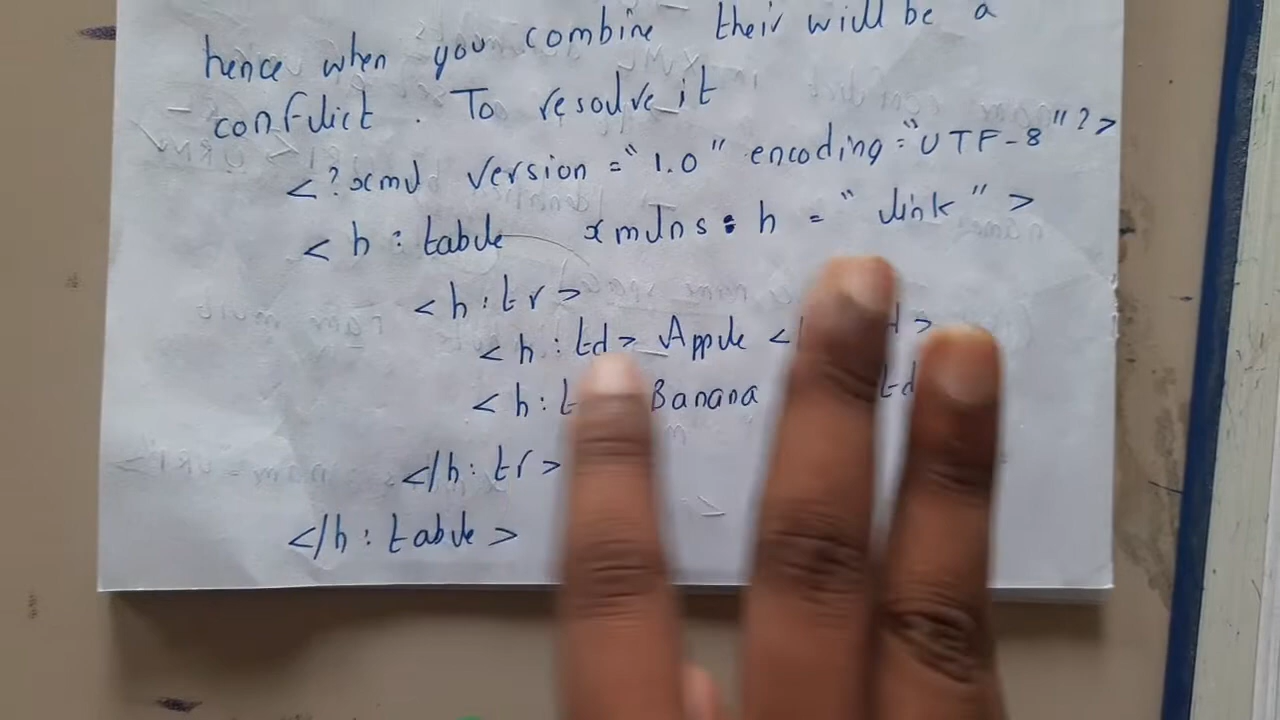 hence when you combine their will be a
conflict. To resolve it
<?xml version="1.0" encoding="UTF-8"?>
<h:table xmlns:h="link">
<h:tr>
<h:td> Apple <
<h:t Banana td
</h:tr>
</h:table>